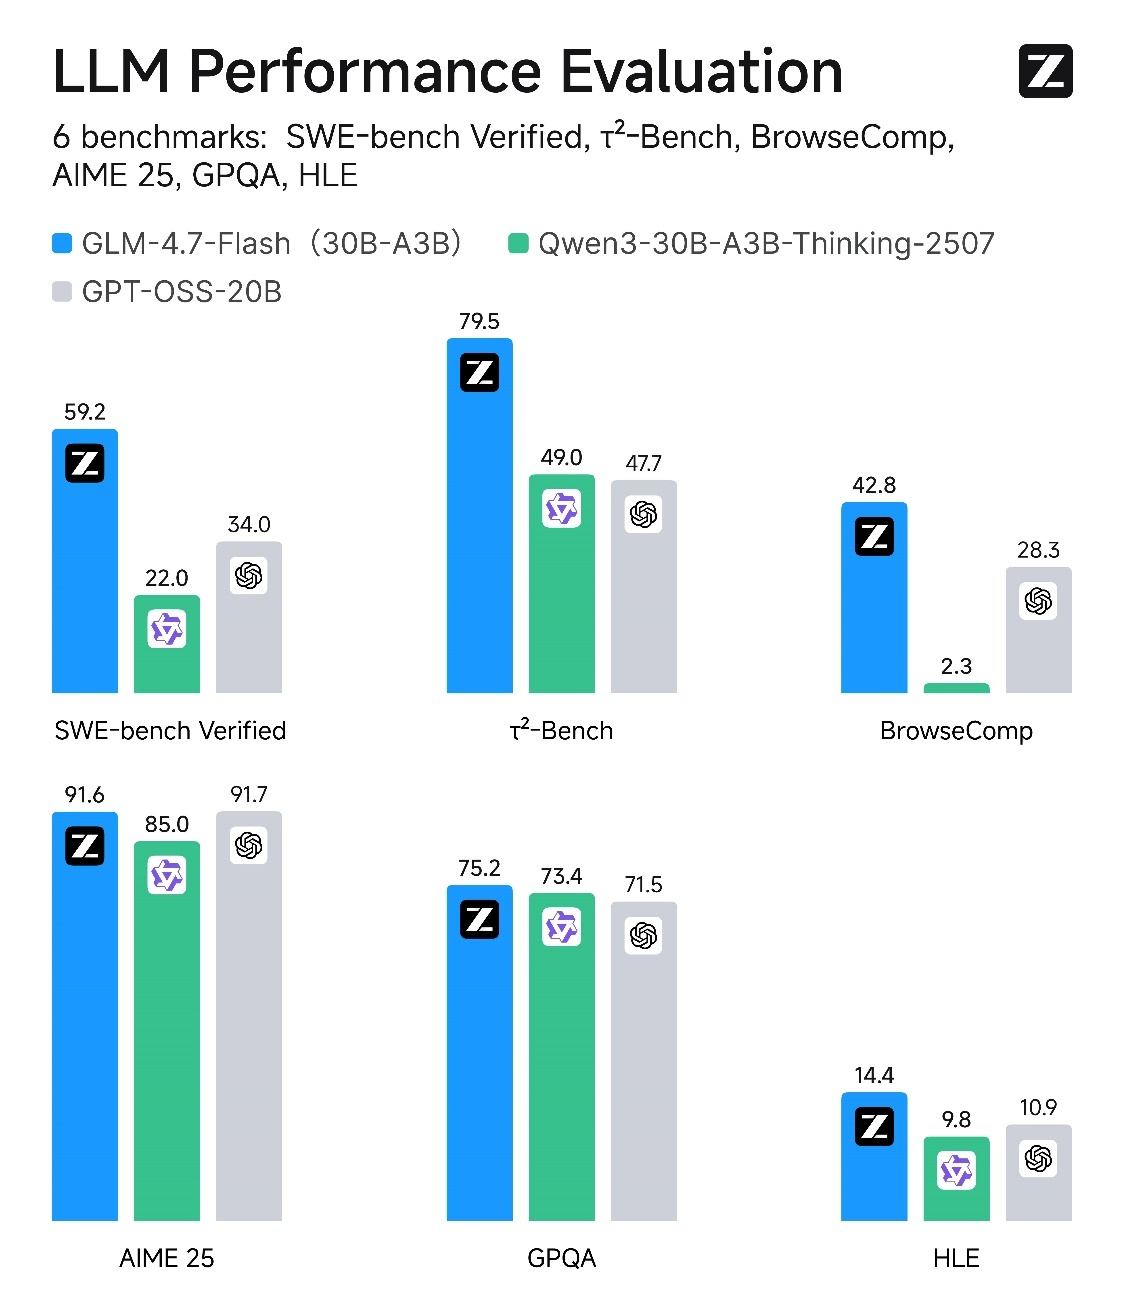 LLM Performance Evaluation
Z
6 benchmarks: SWE-bench Verified, τ²-Bench, BrowseComp,
AIME 25, GPQA, HLE
GLM-4.7-Flash（30B-A3B） Qwen3-30B-A3B-Thinking-2507
GPT-OSS-20B
59.2
Z
22.0
34.0
SWE-bench Verified
79.5
Z
49.0
47.7
τ²-Bench
42.8
Z
2.3
28.3
BrowseComp
91.6
Z
85.0
91.7
AIME 25
75.2
Z
73.4
71.5
GPQA
14.4
Z
9.8
10.9
HLE